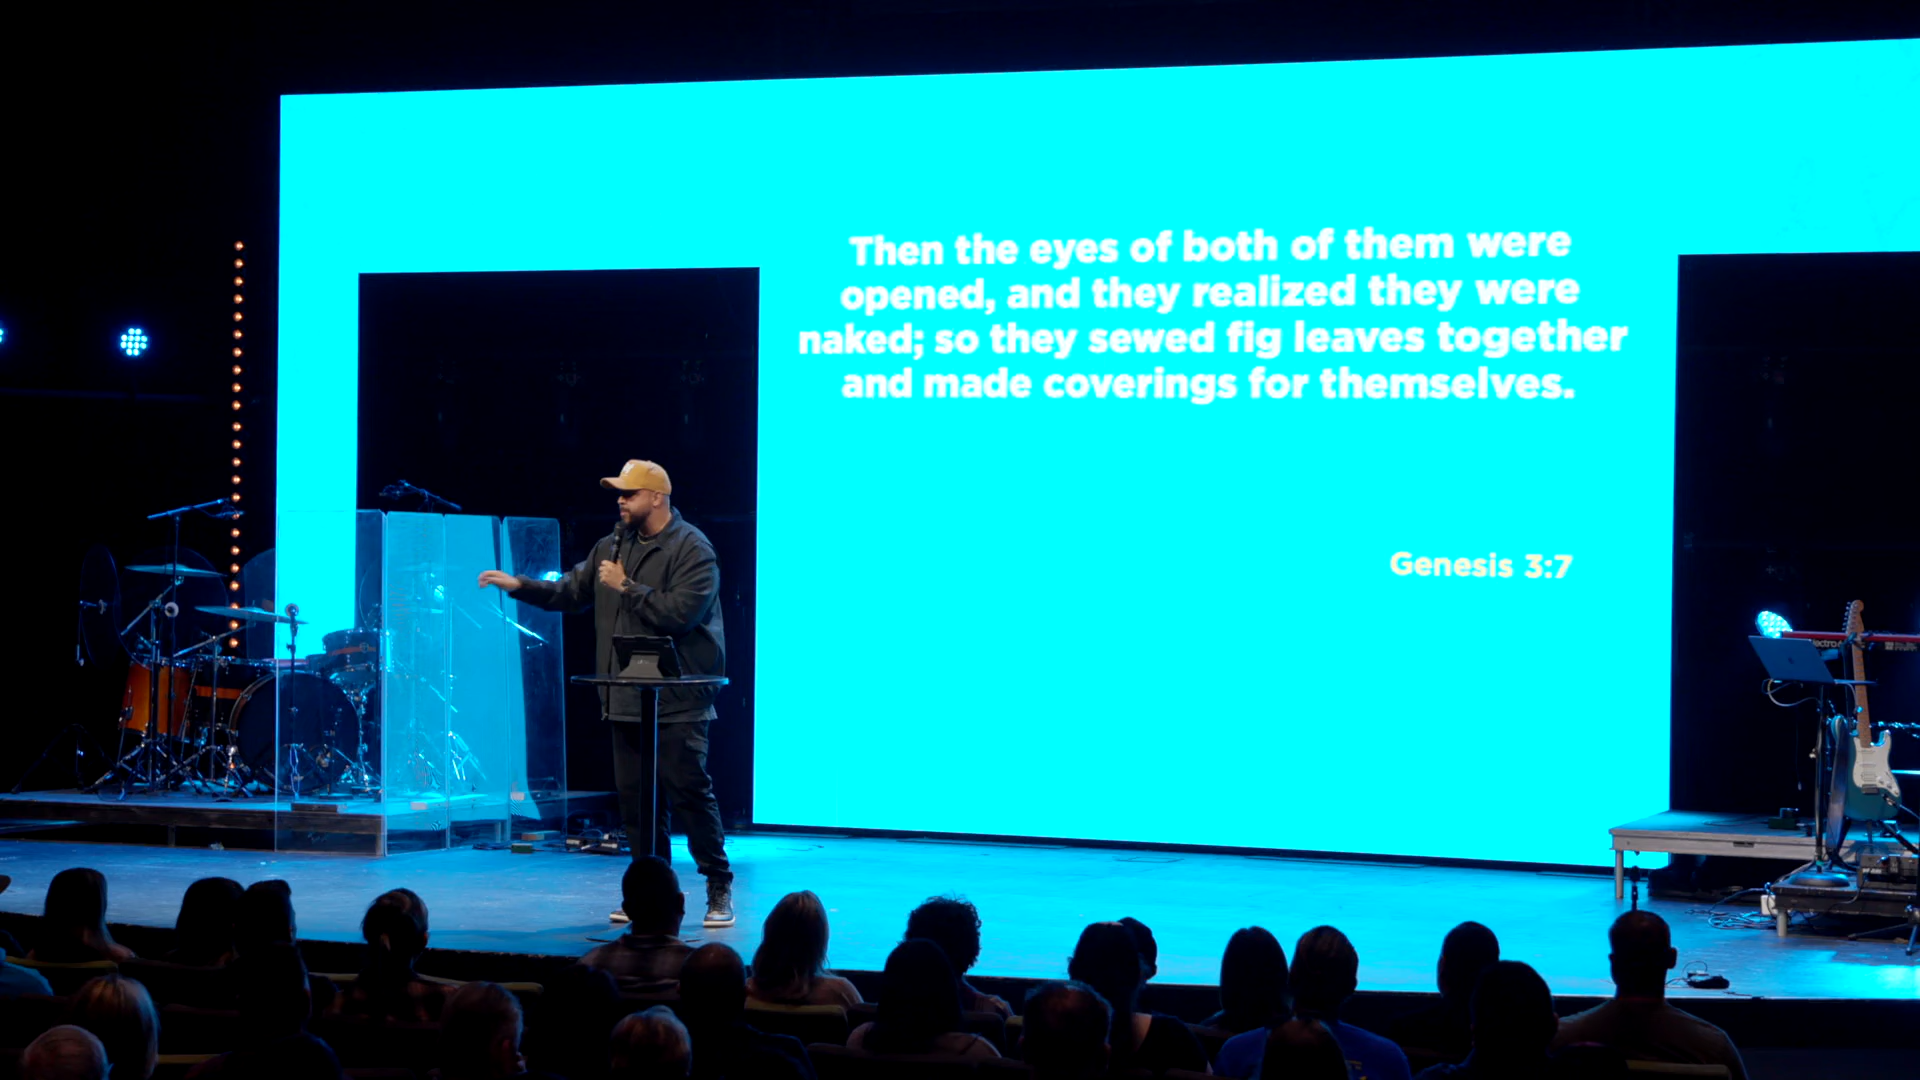 Then the eyes of both of them were
opened, and they realized they were
naked; so they sewed fig leaves together
and made coverings for themselves.
Genesis 3:7